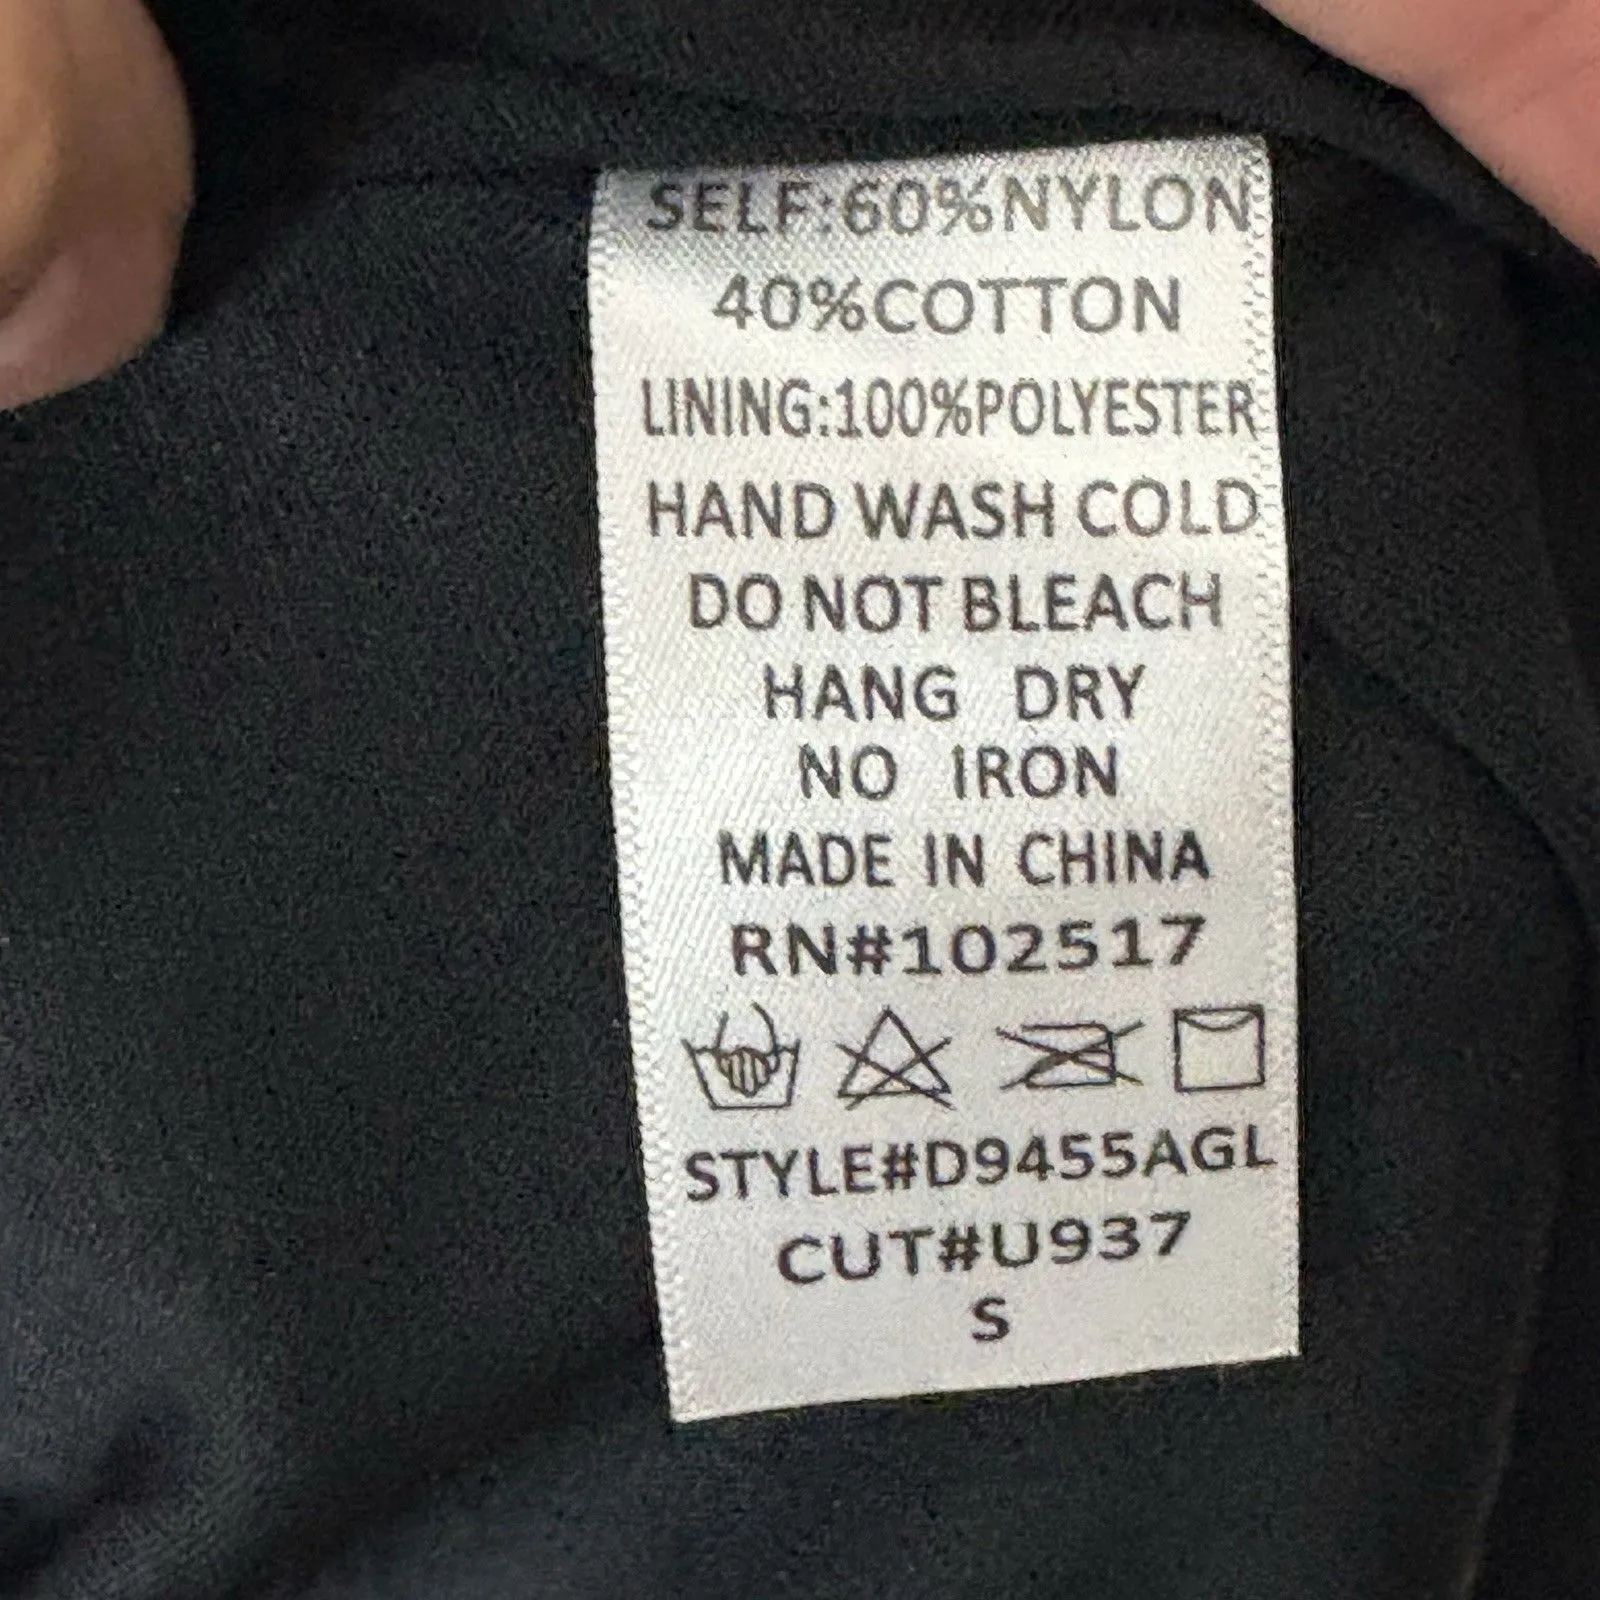 SELF:60%NYLON
40%COTTON
LINING:100%POLYESTER
HAND WASH COLD
DO NOT BLEACH
HANG DRY
NO IRON
MADE IN CHINA
RN#102517
STYLE#D9455AGL
CUT#U937
S